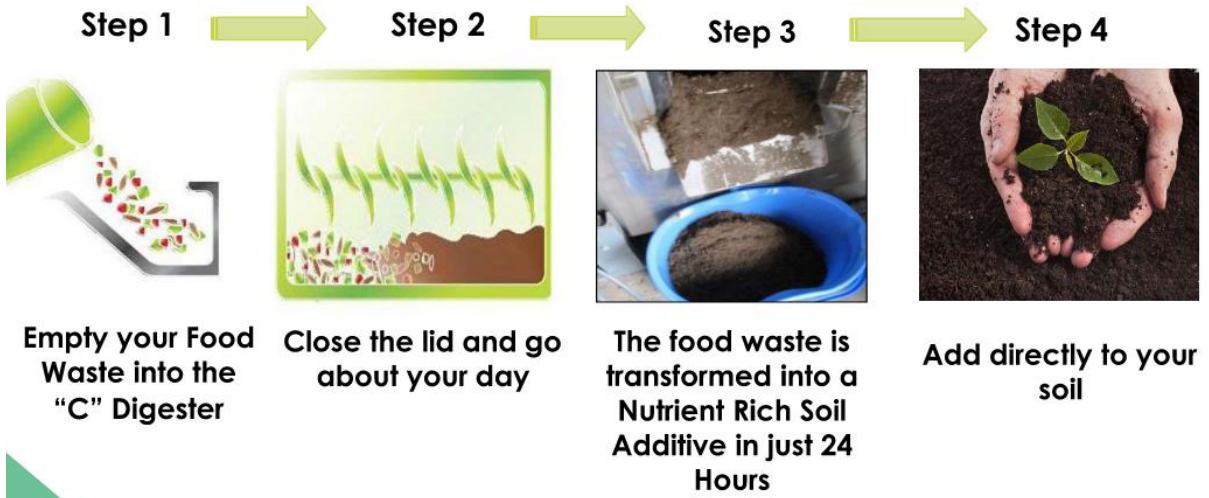 Step 1
Step 2
Step 3
Step 4
Empty your Food
Waste into the
“C” Digester
Close the lid and go
about your day
The food waste is
transformed into a
Nutrient Rich Soil
Additive in just 24
Hours
Add directly to your
soil